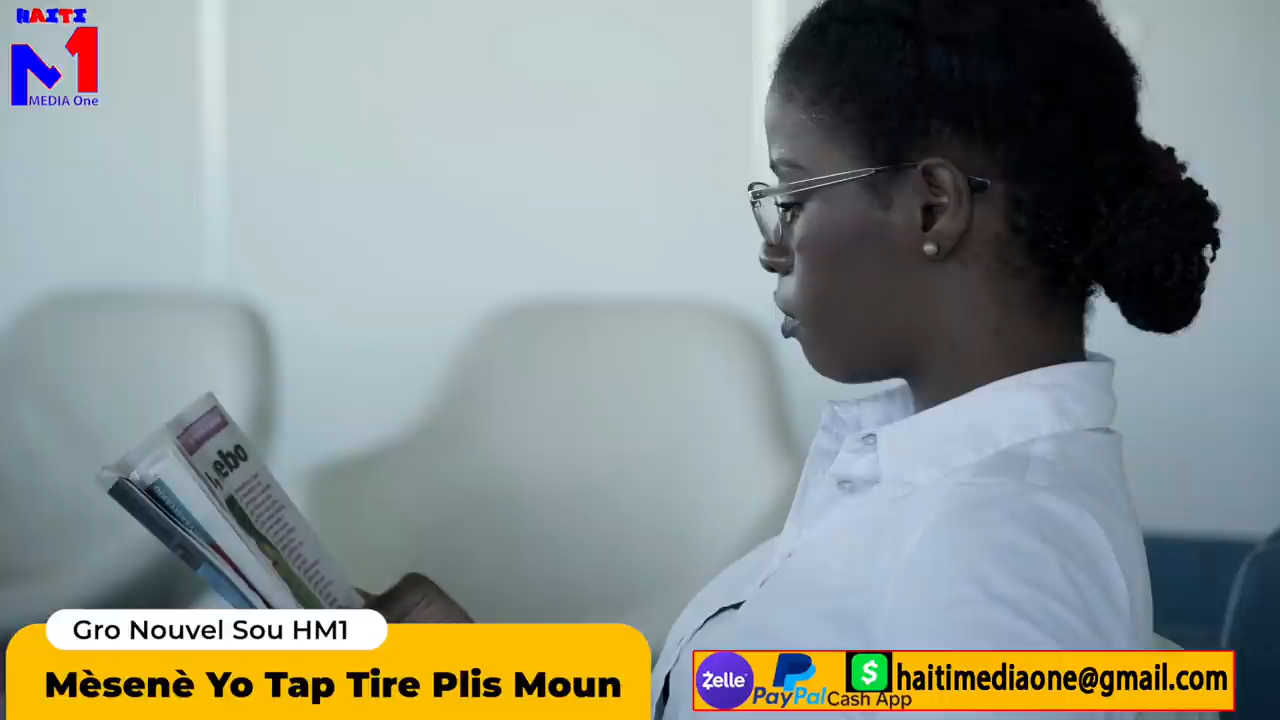 HAITI
M1
MEDIA One
ebo
Gro Nouvel Sou HM1
Mèsenè Yo Tap Tire Plis Moun
Zelle
PayPal
$
Cash App
haitimediaone@gmail.com